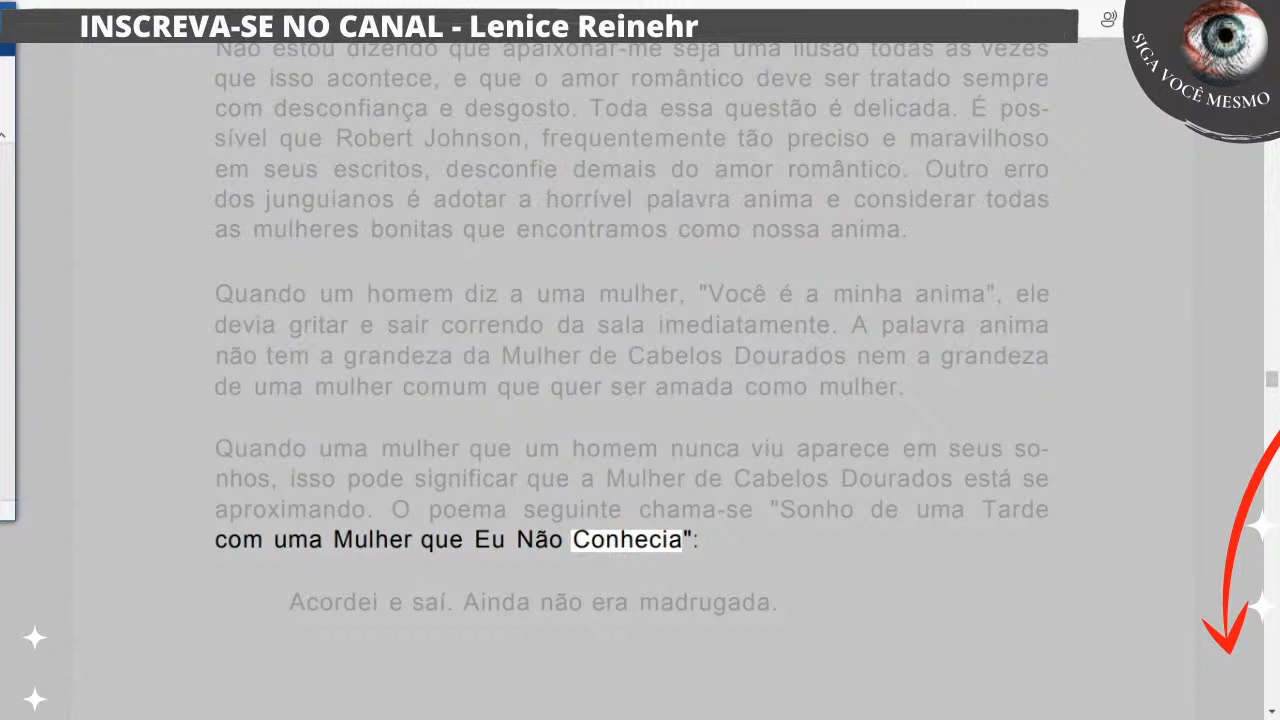 INSCREVA-SE NO CANAL - Lenice Reinehr
SIGA VOCÊ MESMO
Não estou dizendo que apaixonar-me seja uma ilusão todas as vezes
que isso acontece, e que o amor romântico deve ser tratado sempre
com desconfiança e desgosto. Toda essa questão é delicada. É pos-
sível que Robert Johnson, frequentemente tão preciso e maravilhoso
em seus escritos, desconfie demais do amor romântico. Outro erro
dos junguianos é adotar a horrível palavra anima e considerar todas
as mulheres bonitas que encontramos como nossa anima.
Quando um homem diz a uma mulher, "Você é a minha anima", ele
devia gritar e sair correndo da sala imediatamente. A palavra anima
não tem a grandeza da Mulher de Cabelos Dourados nem a grandeza
de uma mulher comum que quer ser amada como mulher.
Quando uma mulher que um homem nunca viu aparece em seus so-
nhos, isso pode significar que a Mulher de Cabelos Dourados está se
aproximando. O poema seguinte chama-se "Sonho de uma Tarde
com uma Mulher que Eu Não Conhecia":
Acordei e saí. Ainda não era madrugada.